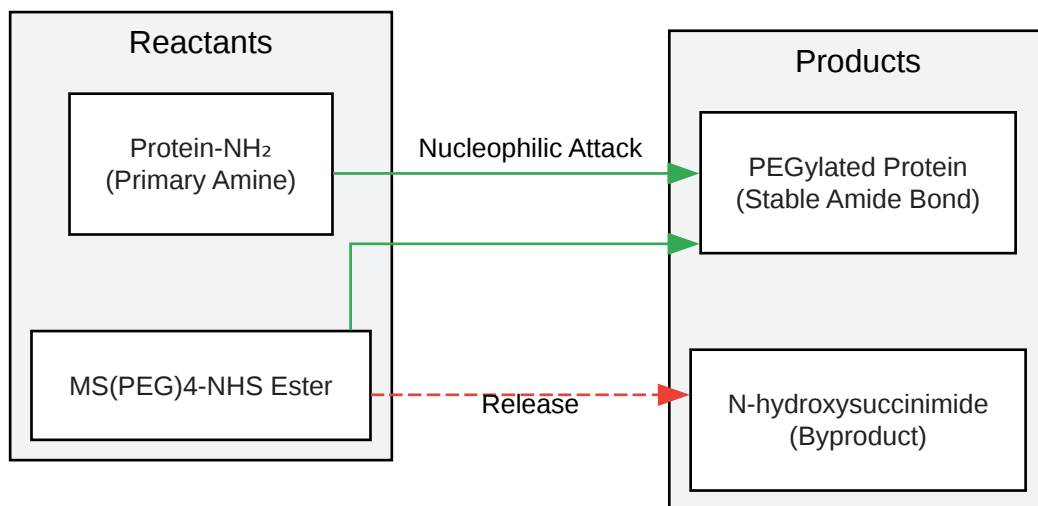 Reactants
Protein-NH₂
(Primary Amine)
MS(PEG)4-NHS Ester
Nucleophilic Attack
Release
Products
PEGylated Protein
(Stable Amide Bond)
N-hydroxysuccinimide
(Byproduct)